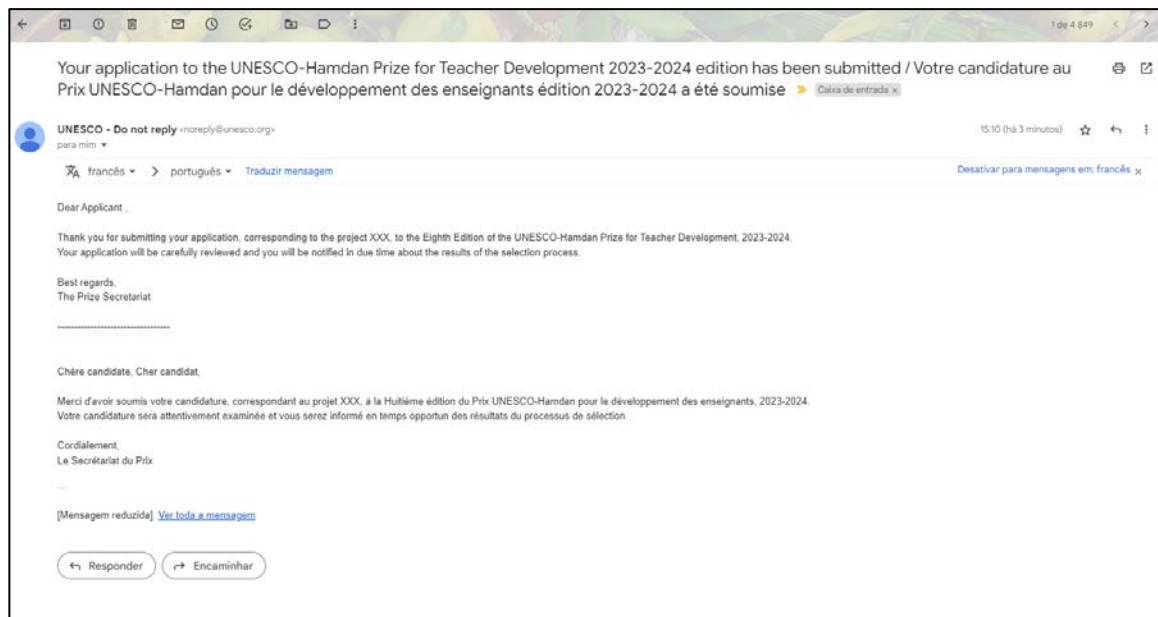 1 de 4 849
Your application to the UNESCO-Hamdan Prize for Teacher Development 2023-2024 edition has been submitted / Votre candidature au
Prix UNESCO-Hamdan pour le développement des enseignants édition 2023-2024 a été soumise Caixa de entrada x
UNESCO - Do not reply <noreply@unesco.org> 15:10 (há 3 minutos)
para mim
francês > português Traduzir mensagem Desativar para mensagens em: francês x
Dear Applicant ,
Thank you for submitting your application, corresponding to the project XXX, to the Eighth Edition of the UNESCO-Hamdan Prize for Teacher Development, 2023-2024.
Your application will be carefully reviewed and you will be notified in due time about the results of the selection process.
Best regards,
The Prize Secretariat
---------------------------------
Chère candidate, Cher candidat,
Merci d'avoir soumis votre candidature, correspondant au projet XXX, à la Huitième édition du Prix UNESCO-Hamdan pour le développement des enseignants, 2023-2024.
Votre candidature sera attentivement examinée et vous serez informé en temps opportun des résultats du processus de sélection.
Cordialement,
Le Secrétariat du Prix
...
[Mensagem reduzida] Ver toda a mensagem
Responder Encaminhar